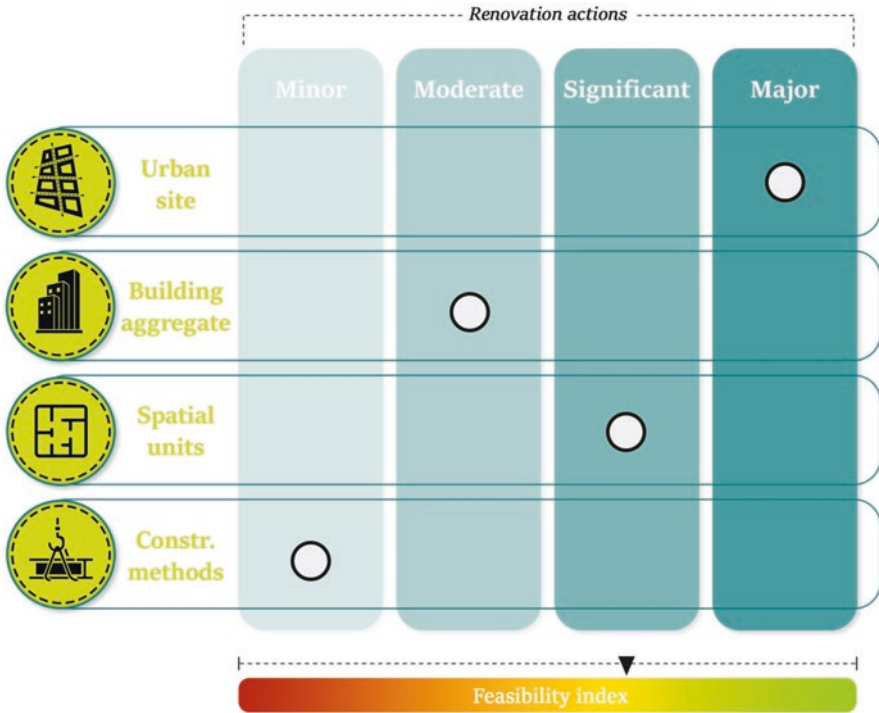 Renovation actions
Minor
Moderate
Significant
Major
Urban
site
Building
aggregate
Spatial
units
Constr.
methods
Feasibility index